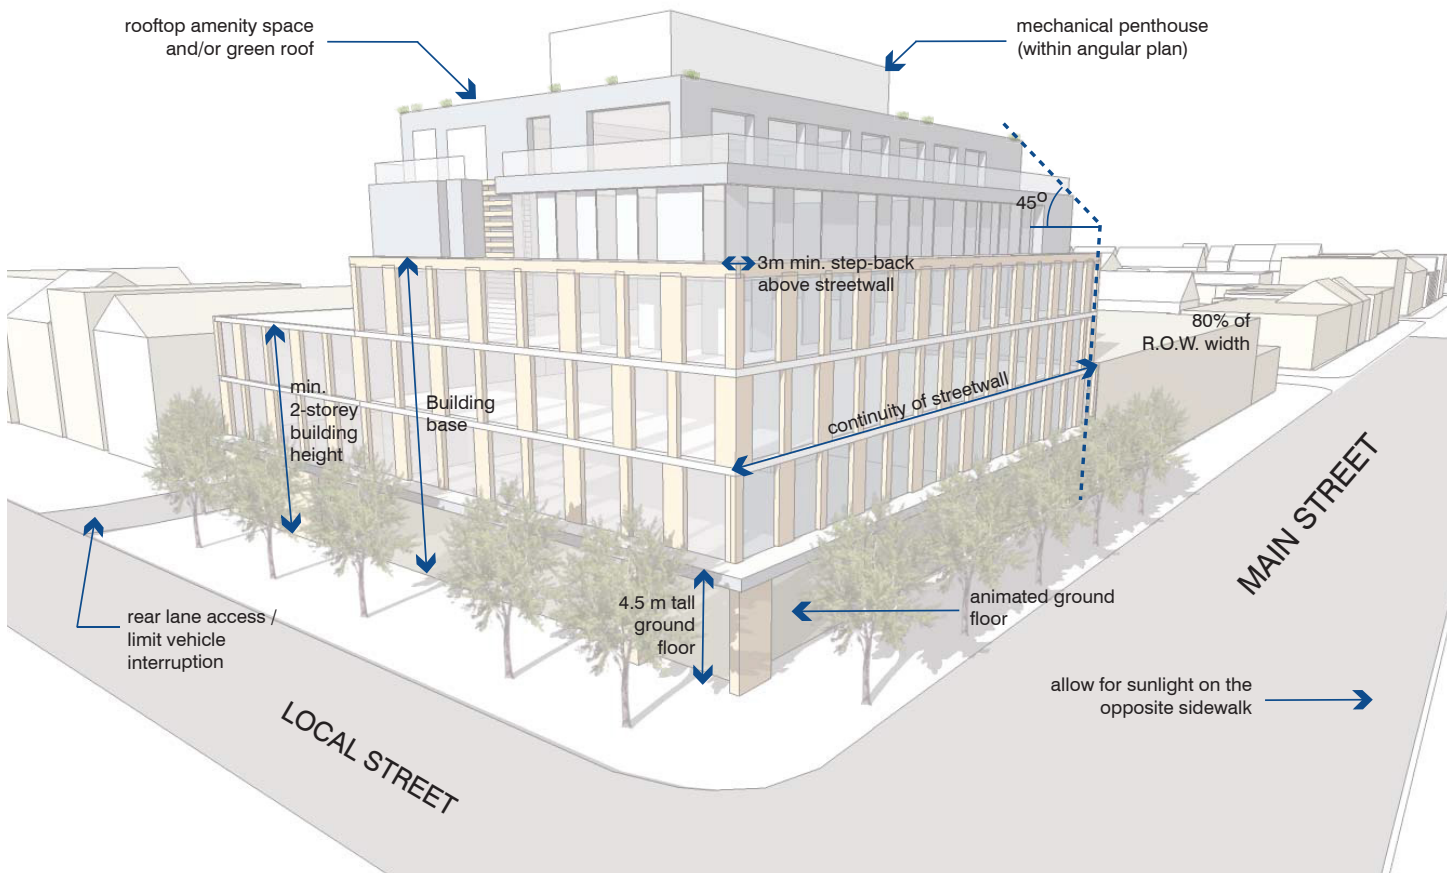 rooftop amenity space
and/or green roof
mechanical penthouse
(within angular plan)
45º
3m min. step-back
above streetwall
80% of
R.O.W. width
min.
2-storey
building
height
Building
base
continuity of streetwall
MAIN STREET
4.5 m tall
ground
floor
animated ground
floor
rear lane access /
limit vehicle
interruption
allow for sunlight on the
opposite sidewalk
LOCAL STREET